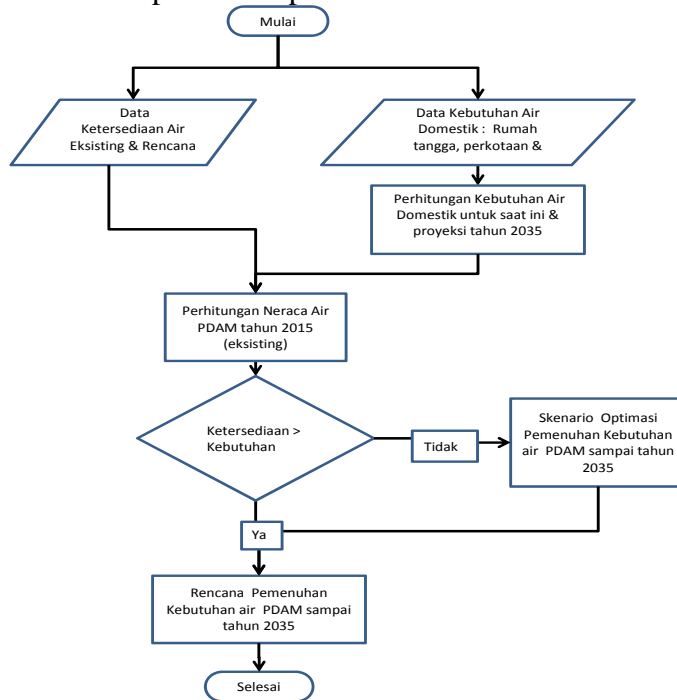 Mulai
Data
Ketersediaan Air
Eksisting & Rencana
Data Kebutuhan Air
Domestik : Rumah
tangga, perkotaan &
Perhitungan Kebutuhan Air
Domestik untuk saat ini &
proyeksi tahun 2035
Perhitungan Neraca Air
PDAM tahun 2015
(eksisting)
Ketersediaan >
Kebutuhan
Tidak
Skenario Optimasi
Pemenuhan Kebutuhan
air PDAM sampai tahun
2035
Ya
Rencana Pemenuhan
Kebutuhan air PDAM sampai
tahun 2035
Selesai